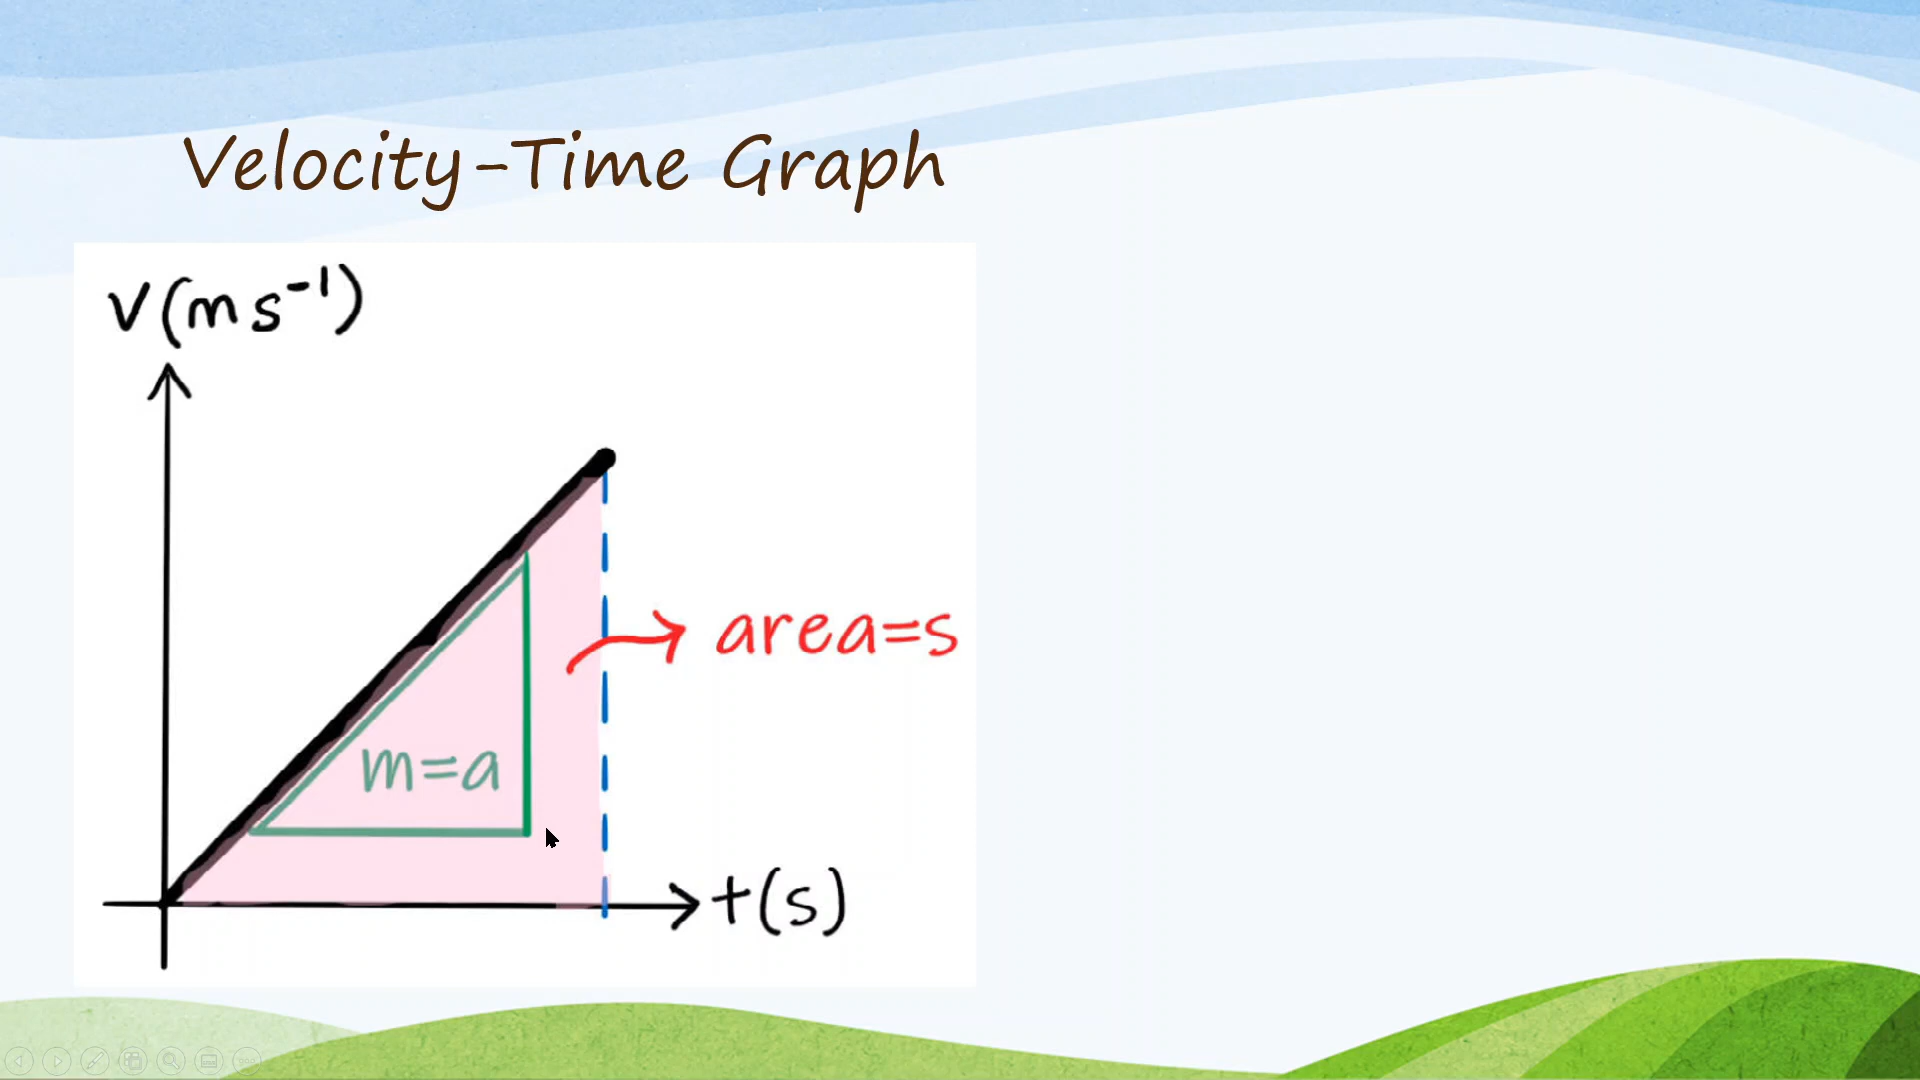 Velocity-Time Graph
v(ms⁻¹)
area=s
m=a
t(s)